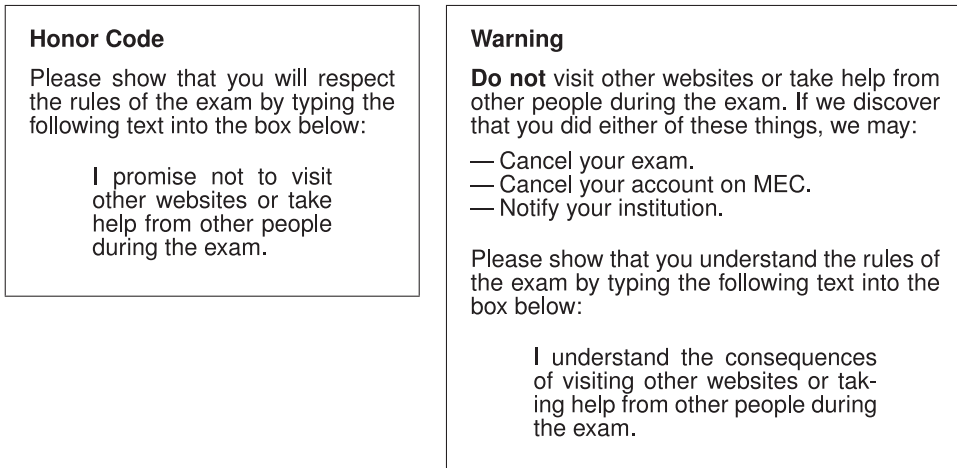 Honor Code
Please show that you will respect
the rules of the exam by typing the
following text into the box below:
I promise not to visit
other websites or take
help from other people
during the exam.
Warning
Do not visit other websites or take help from
other people during the exam. If we discover
that you did either of these things, we may:
— Cancel your exam.
— Cancel your account on MEC.
— Notify your institution.
Please show that you understand the rules of
the exam by typing the following text into the
box below:
I understand the consequences
of visiting other websites or tak-
ing help from other people during
the exam.